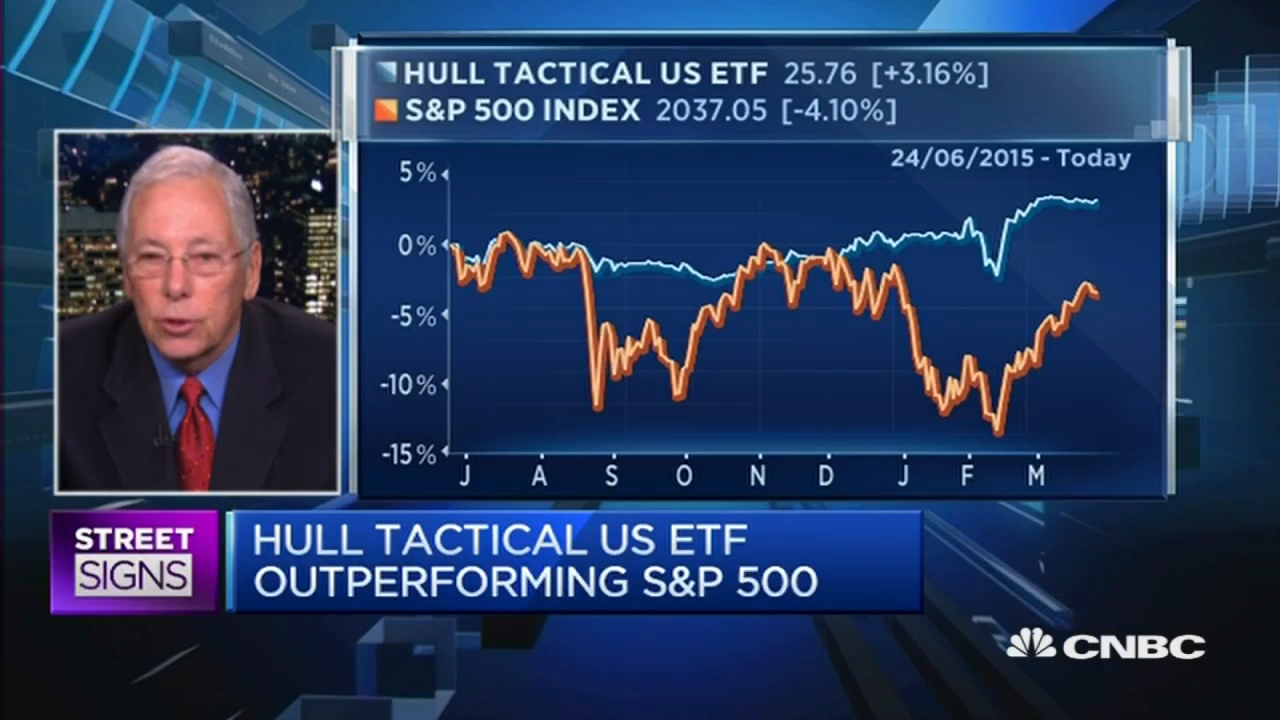 HULL TACTICAL US ETF 25.76 [+3.16%]
S&P 500 INDEX 2037.05 [-4.10%]
24/06/2015 - Today
5%
0%
-5%
-10%
-15%
J A S O N D J F M
STREET
SIGNS
HULL TACTICAL US ETF
OUTPERFORMING S&P 500
CNBC